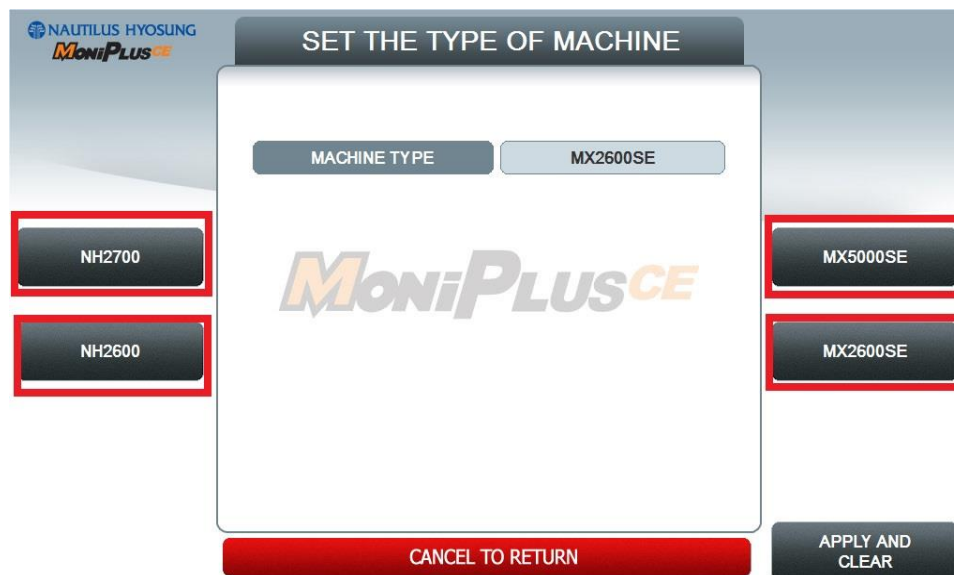 NAUTILUS HYOSUNG
MONIPLUSCE
SET THE TYPE OF MACHINE
MACHINE TYPE
MX2600SE
NH2700
MX5000SE
MONIPLUSCE
NH2600
MX2600SE
CANCEL TO RETURN
APPLY AND
CLEAR